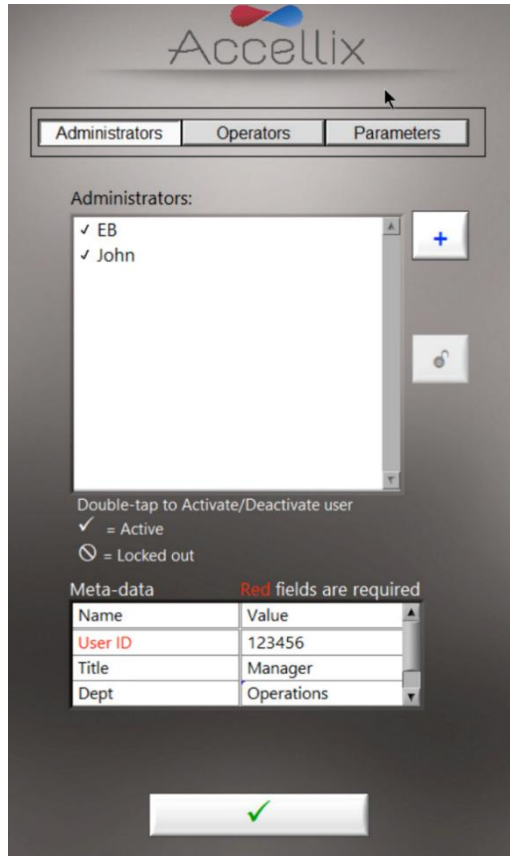 Accellix
Administrators Operators Parameters
Administrators:
✓ EB
+
✓ John
Double-tap to Activate/Deactivate user
✓ = Active
🛇 = Locked out
Meta-data Red fields are required
Name Value
User ID 123456
Title Manager
Dept Operations
✓